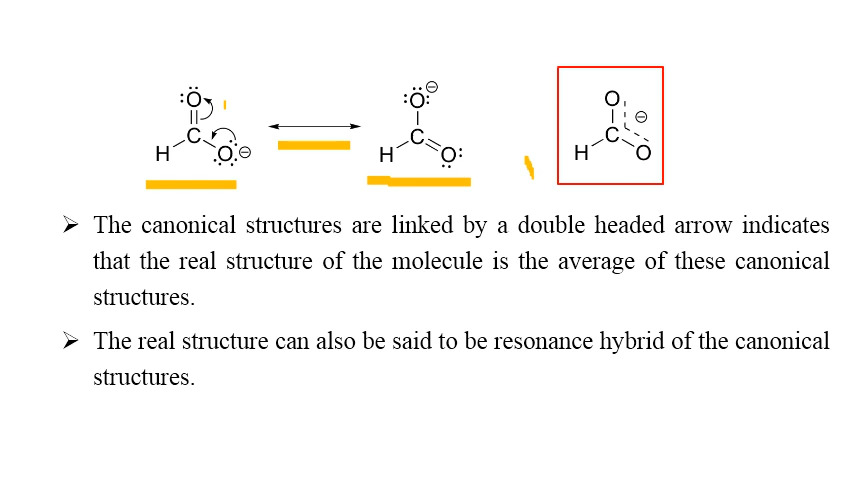 O O ⊖ O ⊖
C C C
H O ⊖ H O H O
➢ The canonical structures are linked by a double headed arrow indicates
that the real structure of the molecule is the average of these canonical
structures.
➢ The real structure can also be said to be resonance hybrid of the canonical
structures.